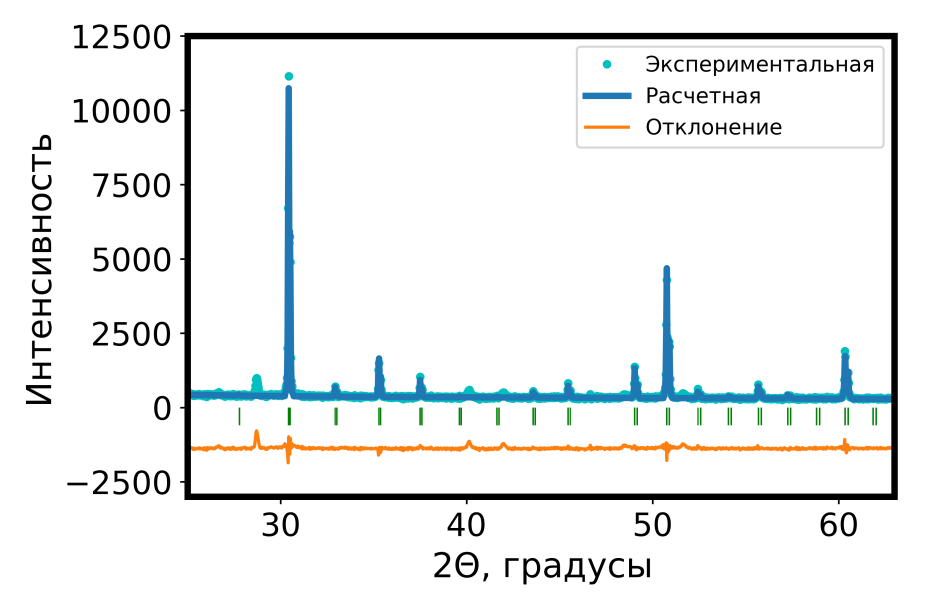 12500
10000
7500
5000
2500
0
−2500
Интенсивность
Экспериментальная
Расчетная
Отклонение
30 40 50 60
2Θ, градусы